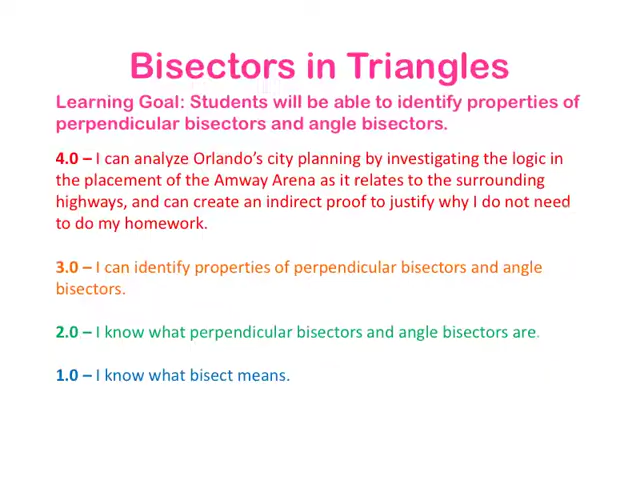 Bisectors in Triangles
Learning Goal: Students will be able to identify properties of
perpendicular bisectors and angle bisectors.
4.0 – I can analyze Orlando's city planning by investigating the logic in
the placement of the Amway Arena as it relates to the surrounding
highways, and can create an indirect proof to justify why I do not need
to do my homework.
3.0 – I can identify properties of perpendicular bisectors and angle
bisectors.
2.0 – I know what perpendicular bisectors and angle bisectors are.
1.0 – I know what bisect means.